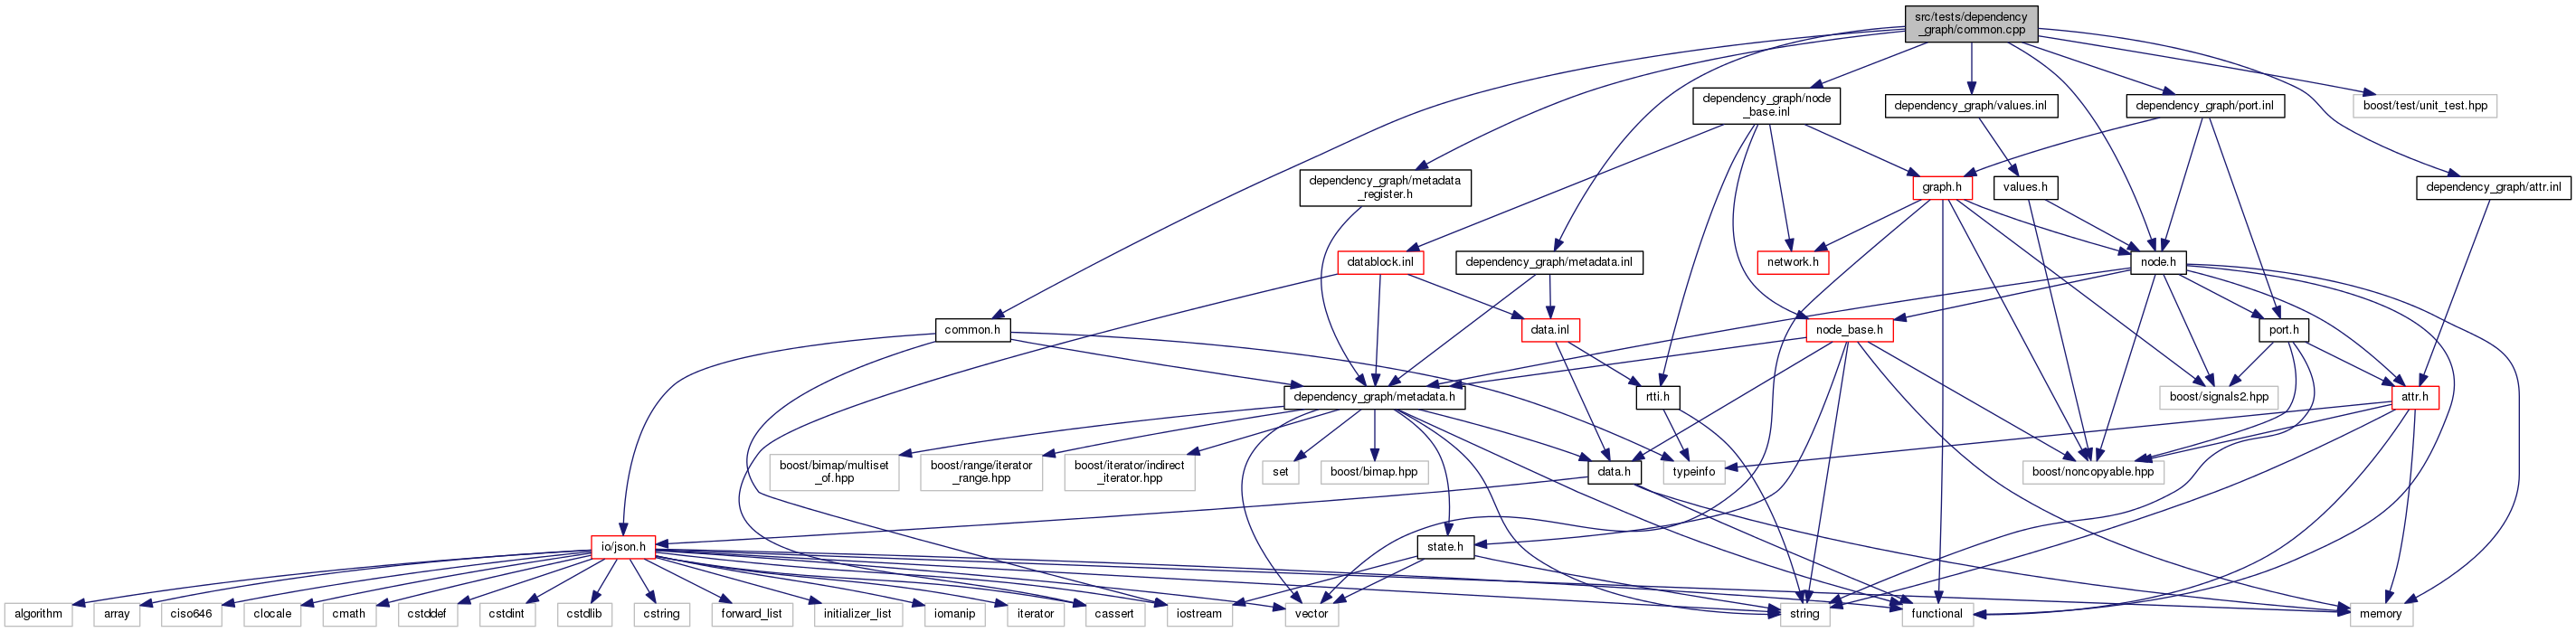 src/tests/dependency
_graph/common.cpp
dependency_graph/node
_base.inl
dependency_graph/values.inl
dependency_graph/port.inl
boost/test/unit_test.hpp
dependency_graph/metadata
_register.h
graph.h
values.h
dependency_graph/attr.inl
datablock.inl
dependency_graph/metadata.inl
network.h
node.h
common.h
data.inl
node_base.h
port.h
dependency_graph/metadata.h
rtti.h
boost/signals2.hpp
attr.h
boost/bimap/multiset
_of.hpp
boost/range/iterator
_range.hpp
boost/iterator/indirect
_iterator.hpp
set
boost/bimap.hpp
data.h
typeinfo
boost/noncopyable.hpp
io/json.h
state.h
algorithm
array
ciso646
clocale
cmath
cstddef
cstdint
cstdlib
cstring
forward_list
initializer_list
iomanip
iterator
cassert
iostream
vector
string
functional
memory